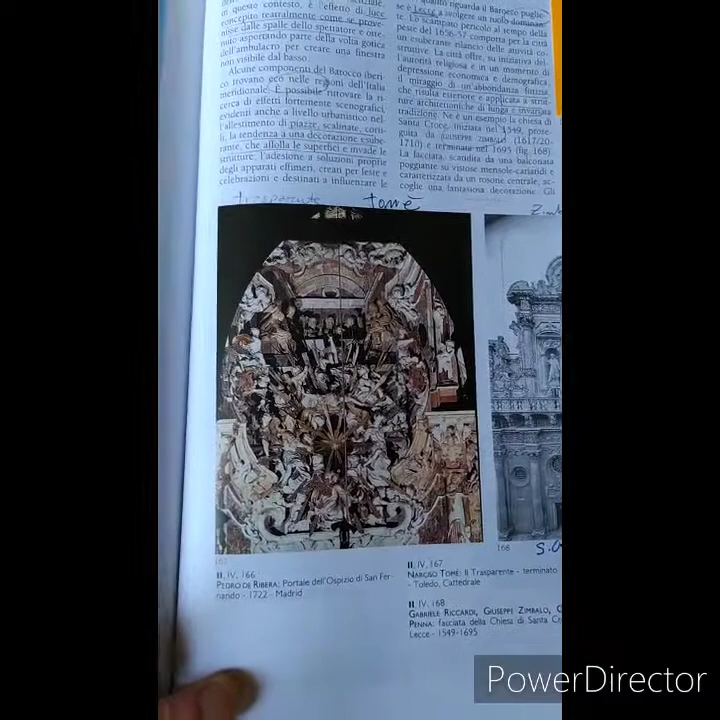 di questo contesto, è l'effetto di luce
concepito teatralmente come se prove-
nisse dalle spalle dello spettatore e otte-
nuto asportando parte della volta gotica
dell'ambulacro per creare una finestra
non visibile dal basso.
Alcune componenti del Barocco iberi-
co trovano eco nelle regioni dell'Italia
meridionale. È possibile ritrovare la ri-
cerca di effetti fortemente scenografici,
evidenti anche a livello urbanistico nel-
l'allestimento di piazze, scalinate, corti-
li, la tendenza a una decorazione esube-
rante, che affolla le superfici e invade le
strutture, l'adesione a soluzioni proprie
degli apparati effimeri, creati per feste e
celebrazioni e destinati a influenzare le
quanto riguarda il Barocco puglie-
se è Lecce a svolgere un ruolo dominan-
te. Lo scampato pericolo al tempo della
peste del 1656-57 comporta per la città
un esuberante rilancio delle attività co-
struttive. La città offre, su iniziativa del-
l'autorità religiosa e in un momento di
depressione economica e demografica,
il miraggio di un'abbondanza fittizia,
che risulta esteriore e applicata a strut-
ture architettoniche di lunga e invariata
tradizione. Ne è un esempio la chiesa di
Santa Croce, iniziata nel 1549, prose-
guita da GIUSEPPE ZIMBALO (1617/20-
1710) e terminata nel 1695 (fig. 168).
La facciata, scandita da una balconata
poggiante su vistose mensole-cariatidi e
caratterizzata da un rosone centrale, ac-
coglie una fantasiosa decorazione. Gli
trasparente tomè
Zimb
167
168
S.
II. IV. 166
PEDRO DE RIBERA: Portale dell'Ospizio di San Fer-
nando - 1722 - Madrid
II. IV. 167
NARCISO TOMÉ: Il Trasparente - terminato
- Toledo, Cattedrale
II. IV. 168
GABRIELE RICCARDI, GIUSEPPE ZIMBALO, C
PENNA: facciata della Chiesa di Santa Cr
Lecce - 1549-1695
PowerDirector